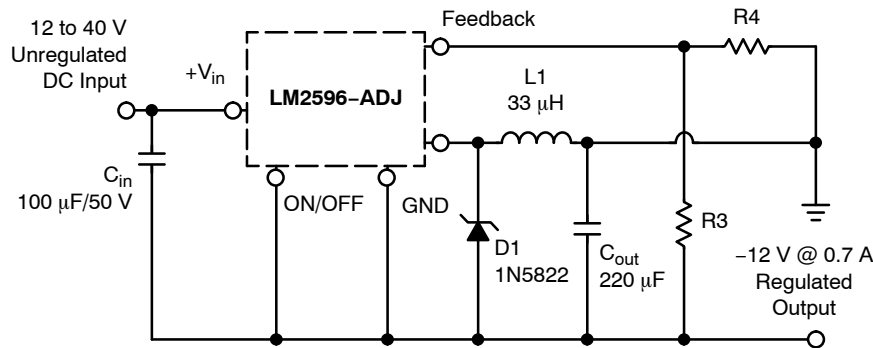 12 to 40 V
Unregulated
DC Input
+Vin
LM2596−ADJ
Feedback
R4
L1
33 μH
Cin
100 μF/50 V
ON/OFF
GND
D1
1N5822
Cout
220 μF
R3
−12 V @ 0.7 A
Regulated
Output